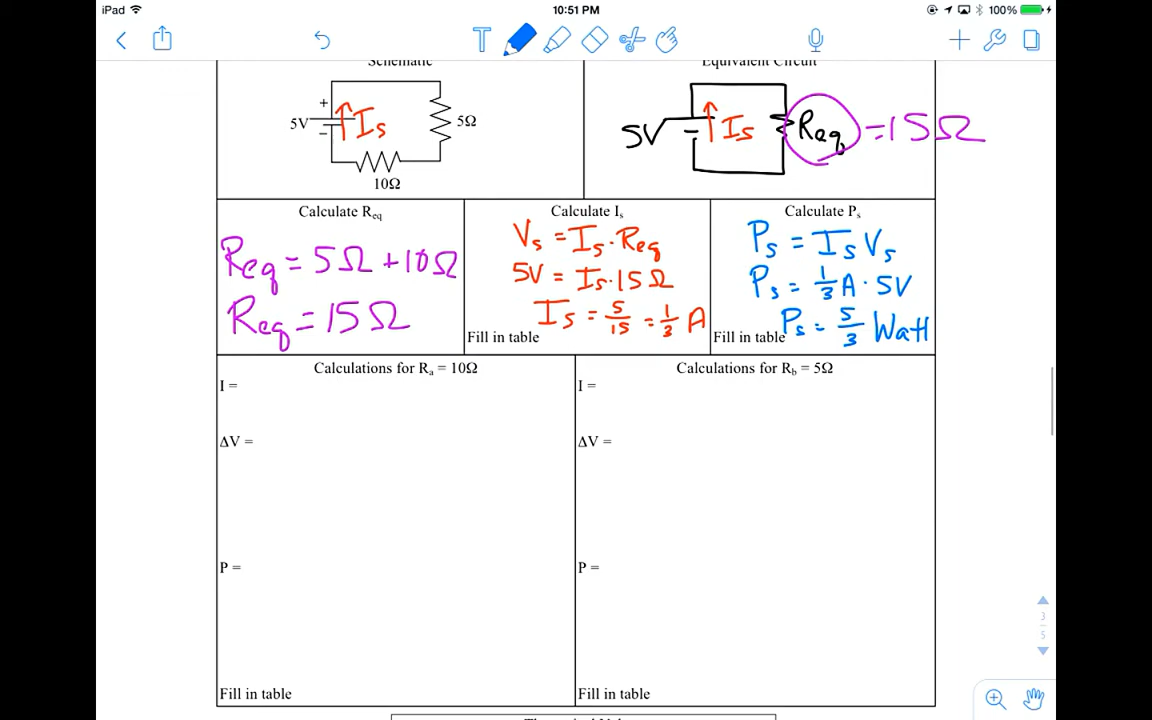 iPad
10:51 PM
100%
T
Schematic
Equivalent Circuit
+
5V
-
Is
5Ω
10Ω
5V
Is
Req
=15Ω
Calculate Req
Req = 5Ω + 10Ω
Req = 15Ω
Calculate Is
Vs = Is · Req
5V = Is · 15Ω
Is = 5/15 = 1/3 A
Fill in table
Calculate Ps
Ps = Is Vs
Ps = 1/3 A · 5V
Ps = 5/3 Watt
Fill in table
Calculations for Ra = 10Ω
I =
ΔV =
P =
Fill in table
Calculations for Rb = 5Ω
I =
ΔV =
P =
Fill in table
3
5